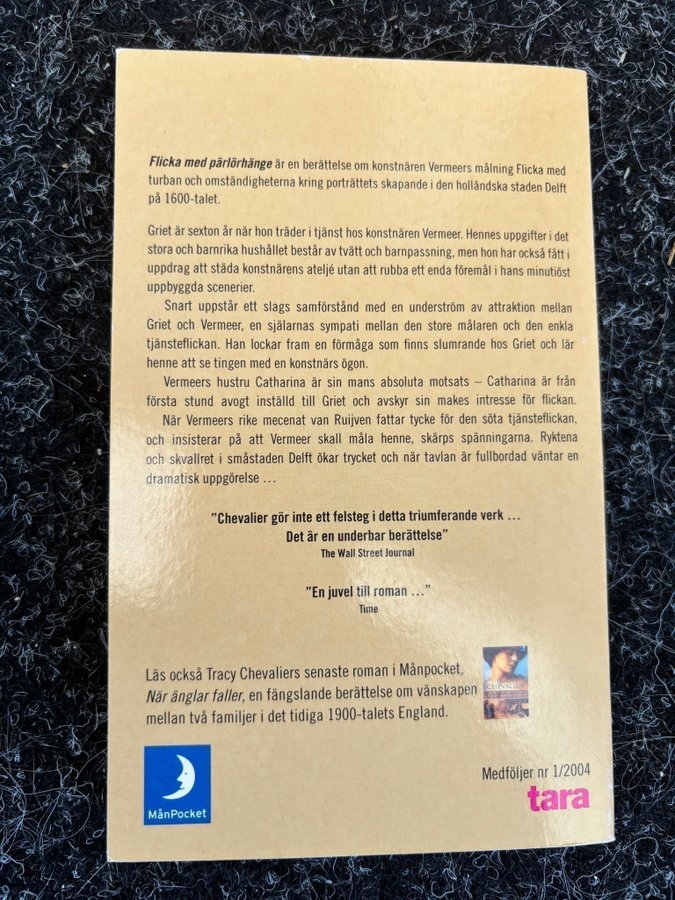 Flicka med pärlörhänge är en berättelse om konstnären Vermeers målning Flicka med
turban och omständigheterna kring porträttets skapande i den holländska staden Delft
på 1600-talet.
Griet är sexton år när hon träder i tjänst hos konstnären Vermeer. Hennes uppgifter i det
stora och barnrika hushållet består av tvätt och barnpassning, men hon har också fått i
uppdrag att städa konstnärens ateljé utan att rubba ett enda föremål i hans minutiöst
uppbyggda scenerier.
Snart uppstår ett slags samförstånd med en underström av attraktion mellan
Griet och Vermeer, en själarnas sympati mellan den store målaren och den enkla
tjänsteflickan. Han lockar fram en förmåga som finns slumrande hos Griet och lär
henne att se tingen med en konstnärs ögon.
Vermeers hustru Catharina är sin mans absoluta motsats – Catharina är från
första stund avogt inställd till Griet och avskyr sin makes intresse för flickan.
När Vermeers rike mecenat van Ruijven fattar tycke för den söta tjänsteflickan,
och insisterar på att Vermeer skall måla henne, skärps spänningarna. Ryktena
och skvallret i småstaden Delft ökar trycket och när tavlan är fullbordad väntar en
dramatisk uppgörelse ...
”Chevalier gör inte ett felsteg i detta triumferande verk ...
Det är en underbar berättelse”
The Wall Street Journal
”En juvel till roman ...”
Time
Läs också Tracy Chevaliers senaste roman i Månpocket,
När änglar faller, en fängslande berättelse om vänskapen
mellan två familjer i det tidiga 1900-talets England.
CHEVALIER
MånPocket
Medföljer nr 1/2004
tara